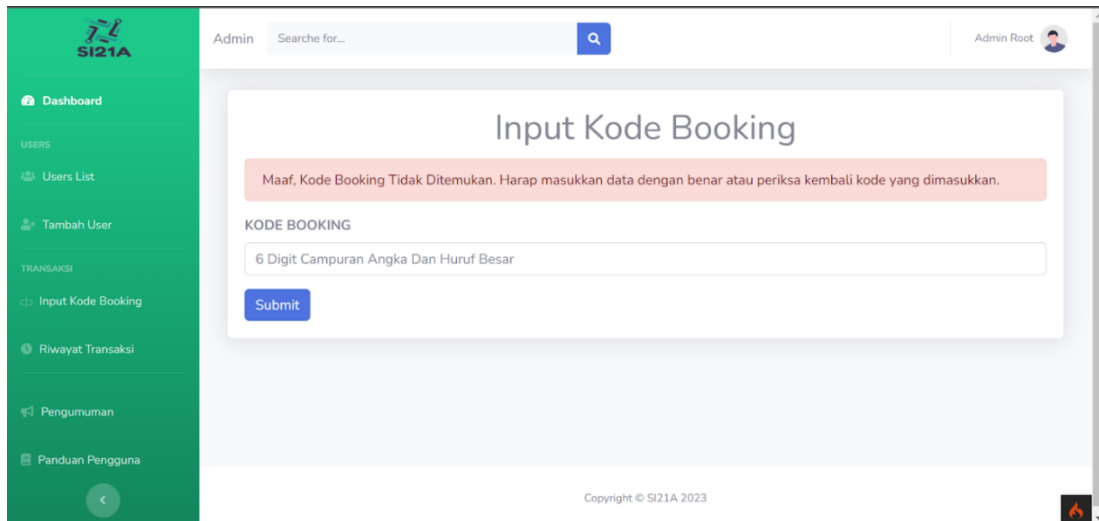 SI21A
Admin
Searche for...
Admin Root
Dashboard
USERS
Users List
Tambah User
TRANSAKSI
Input Kode Booking
Riwayat Transaksi
Pengumuman
Panduan Pengguna
Input Kode Booking
Maaf, Kode Booking Tidak Ditemukan. Harap masukkan data dengan benar atau periksa kembali kode yang dimasukkan.
KODE BOOKING
6 Digit Campuran Angka Dan Huruf Besar
Submit
Copyright © SI21A 2023